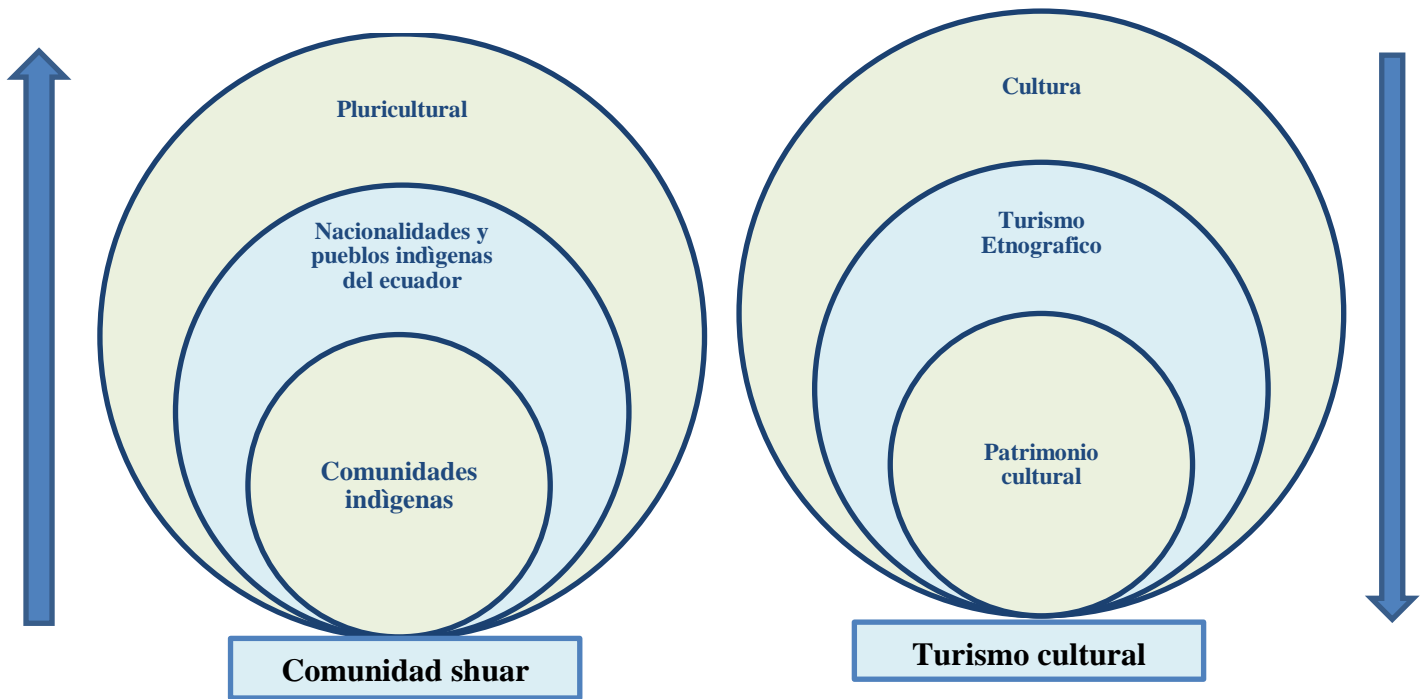 Pluricultural
Nacionalidades y
pueblos indìgenas
del ecuador
Comunidades
indìgenas
Comunidad shuar
Cultura
Turismo
Etnografico
Patrimonio
cultural
Turismo cultural